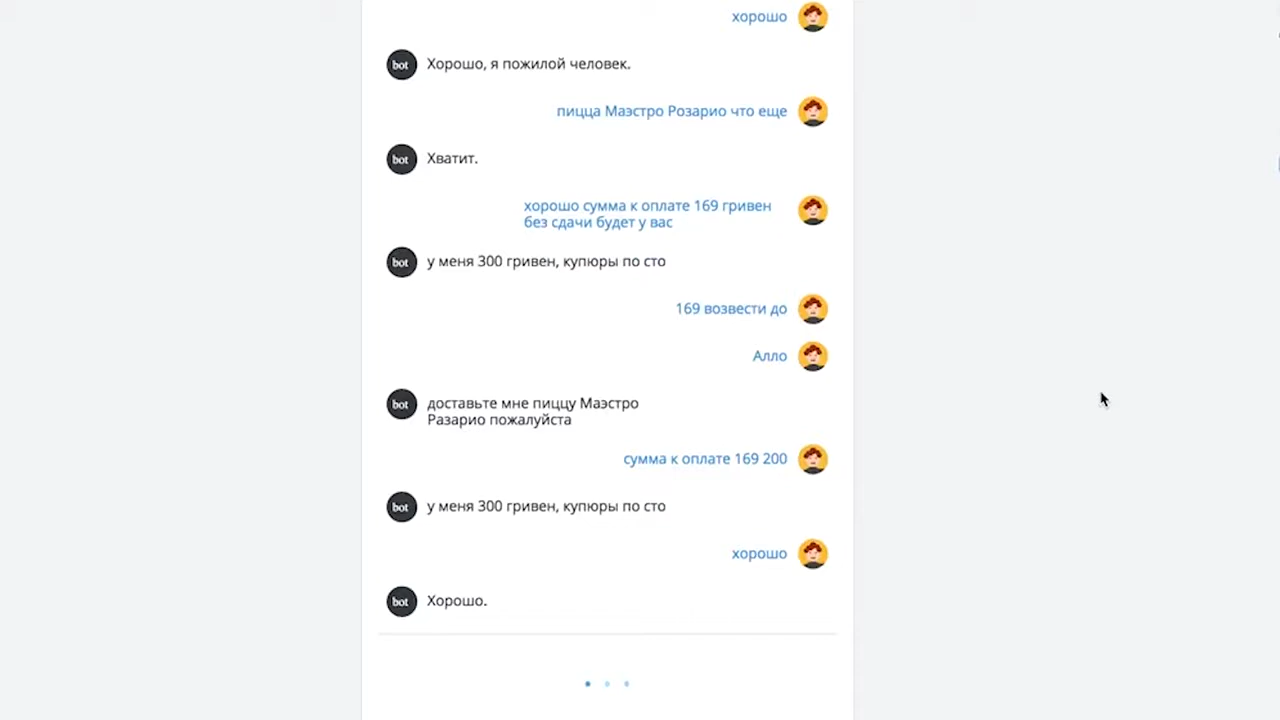 хорошо
bot
Хорошо, я пожилой человек.
пицца Маэстро Розарио что еще
bot
Хватит.
хорошо сумма к оплате 169 гривен
без сдачи будет у вас
bot
у меня 300 гривен, купюры по сто
169 возвести до
Алло
bot
доставьте мне пиццу Маэстро
Разарио пожалуйста
сумма к оплате 169 200
bot
у меня 300 гривен, купюры по сто
хорошо
bot
Хорошо.